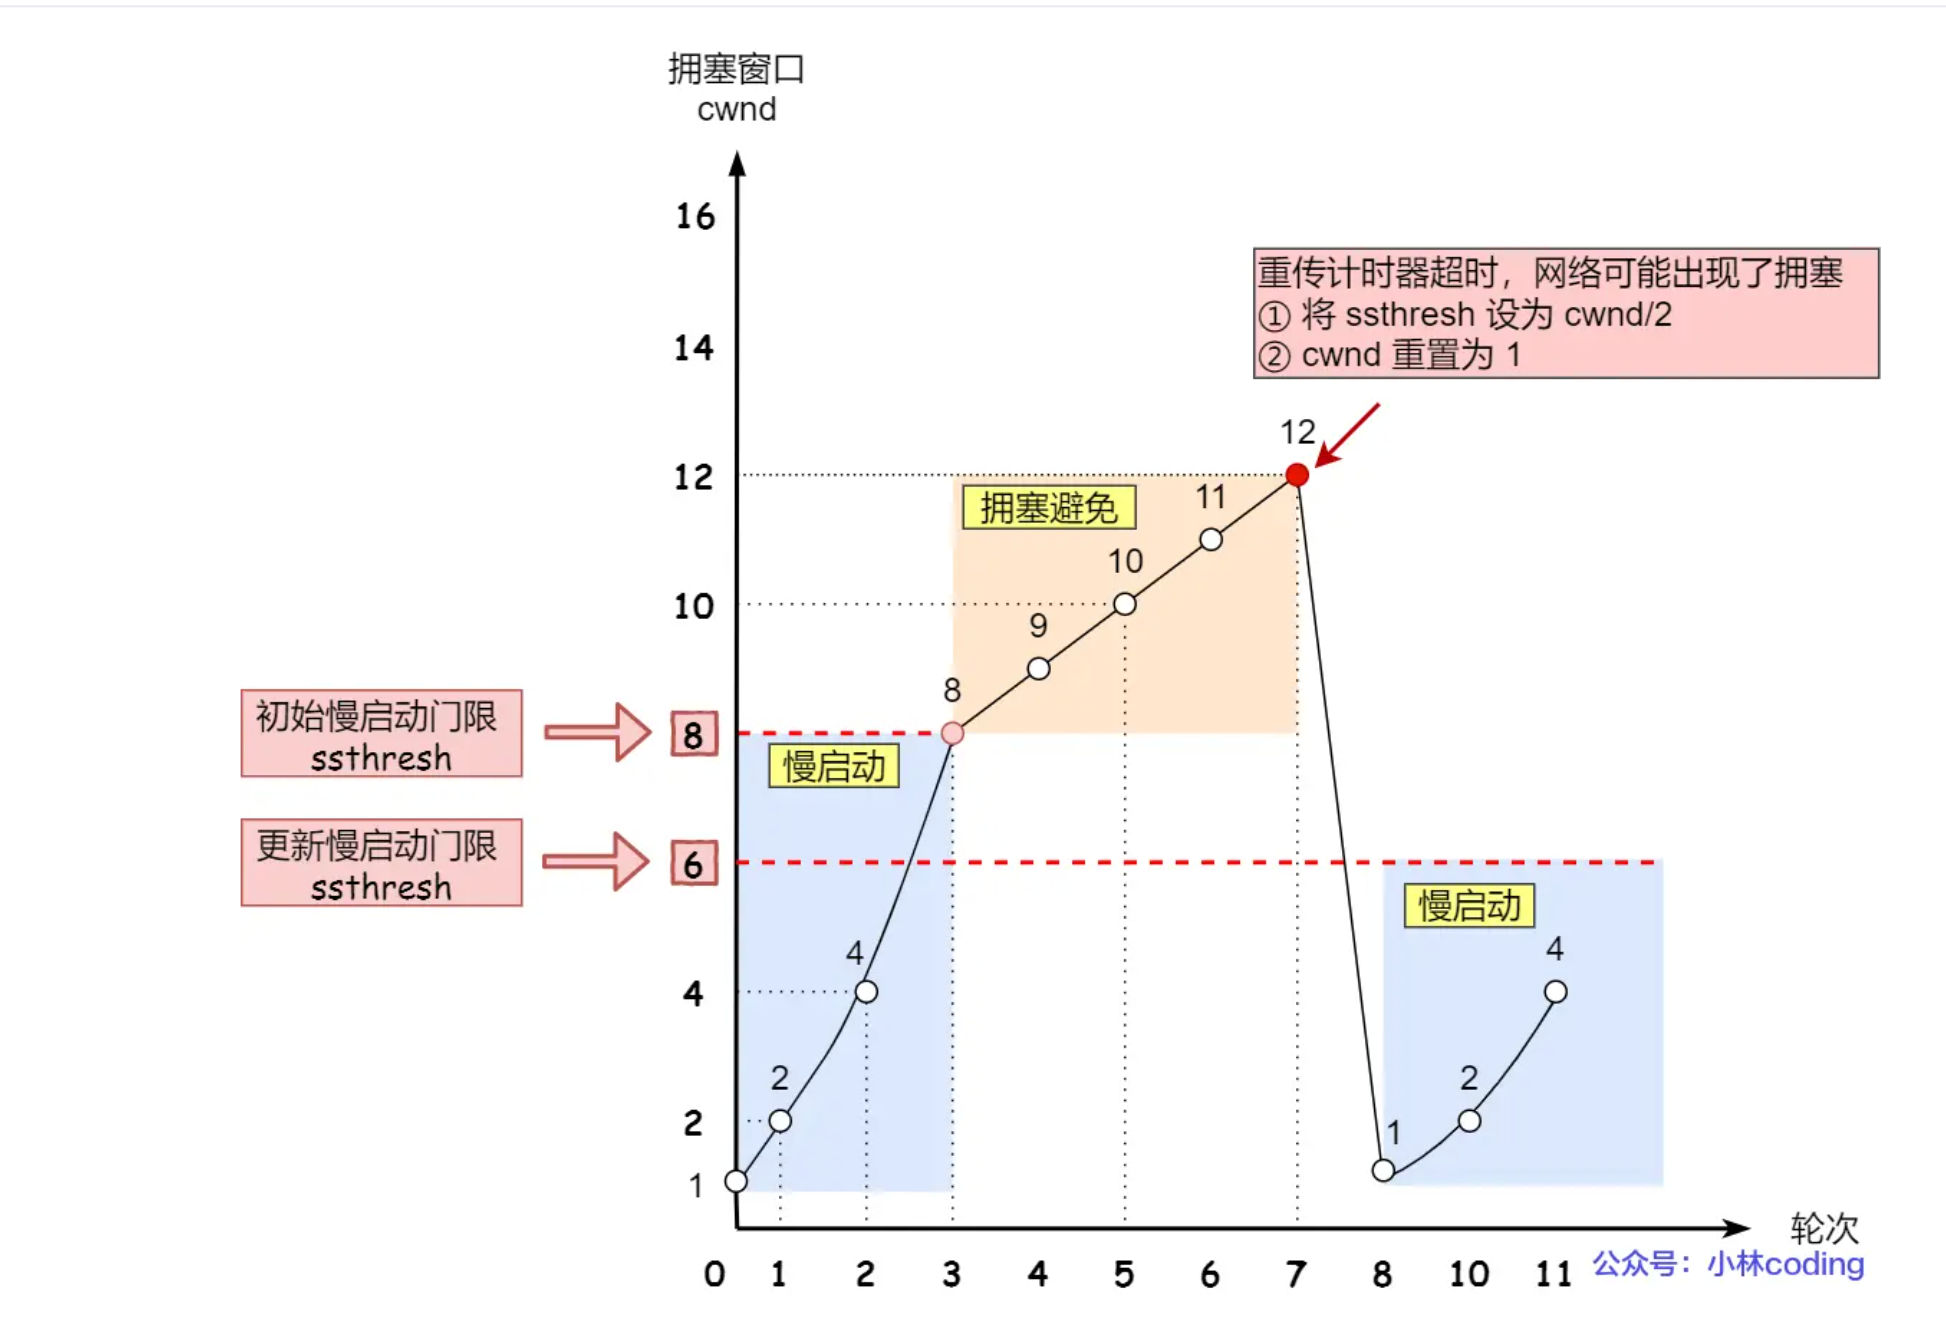 拥塞窗口
cwnd
16
重传计时器超时，网络可能出现了拥塞
① 将 ssthresh 设为 cwnd/2
② cwnd 重置为 1
14
12
12
拥塞避免
11
10
10
9
8
初始慢启动门限
ssthresh
8
慢启动
更新慢启动门限
ssthresh
6
慢启动
4
4
4
2
2
2
1
1
轮次
0 1 2 3 4 5 6 7 8 10 11
公众号：小林coding